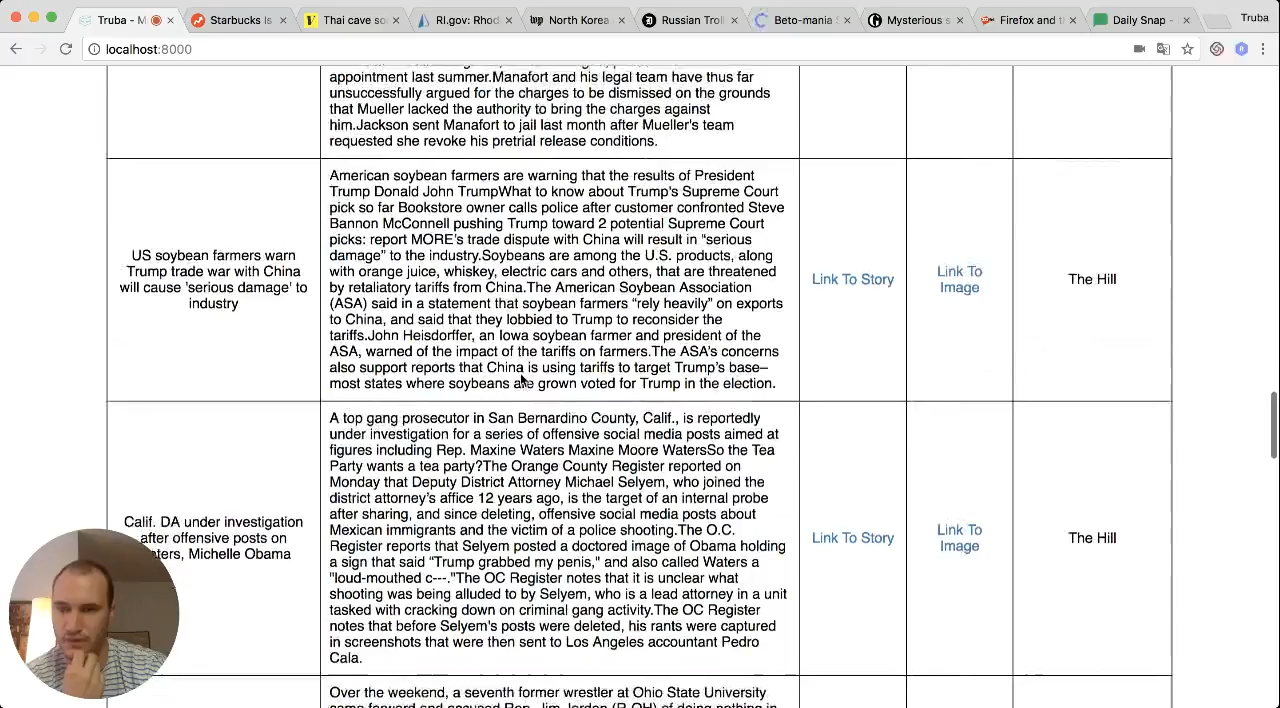 Truba - M
Starbucks Is
Thai cave so
RI.gov: Rhod
North Korea
Russian Troll
Beto-mania
Mysterious s
Firefox and t
Daily Snap -
Truba
localhost:8000
appointment last summer.Manafort and his legal team have thus far
unsuccessfully argued for the charges to be dismissed on the grounds
that Mueller lacked the authority to bring the charges against
him.Jackson sent Manafort to jail last month after Mueller's team
requested she revoke his pretrial release conditions.
US soybean farmers warn
Trump trade war with China
will cause 'serious damage' to
industry
American soybean farmers are warning that the results of President
Trump Donald John TrumpWhat to know about Trump's Supreme Court
pick so far Bookstore owner calls police after customer confronted Steve
Bannon McConnell pushing Trump toward 2 potential Supreme Court
picks: report MORE's trade dispute with China will result in “serious
damage” to the industry.Soybeans are among the U.S. products, along
with orange juice, whiskey, electric cars and others, that are threatened
by retaliatory tariffs from China.The American Soybean Association
(ASA) said in a statement that soybean farmers “rely heavily” on exports
to China, and said that they lobbied to Trump to reconsider the
tariffs.John Heisdorffer, an Iowa soybean farmer and president of the
ASA, warned of the impact of the tariffs on farmers.The ASA's concerns
also support reports that China is using tariffs to target Trump's base–
most states where soybeans are grown voted for Trump in the election.
Link To Story
Link To
Image
The Hill
Calif. DA under investigation
after offensive posts on
Michelle Obama
A top gang prosecutor in San Bernardino County, Calif., is reportedly
under investigation for a series of offensive social media posts aimed at
figures including Rep. Maxine Waters Maxine Moore WatersSo the Tea
Party wants a tea party?The Orange County Register reported on
Monday that Deputy District Attorney Michael Selyem, who joined the
district attorney's affice 12 years ago, is the target of an internal probe
after sharing, and since deleting, offensive social media posts about
Mexican immigrants and the victim of a police shooting.The O.C.
Register reports that Selyem posted a doctored image of Obama holding
a sign that said "Trump grabbed my penis," and also called Waters a
"loud-mouthed c---."The OC Register notes that it is unclear what
shooting was being alluded to by Selyem, who is a lead attorney in a unit
tasked with cracking down on criminal gang activity.The OC Register
notes that before Selyem's posts were deleted, his rants were captured
in screenshots that were then sent to Los Angeles accountant Pedro
Cala.
Link To Story
Link To
Image
The Hill
Over the weekend, a seventh former wrestler at Ohio State University